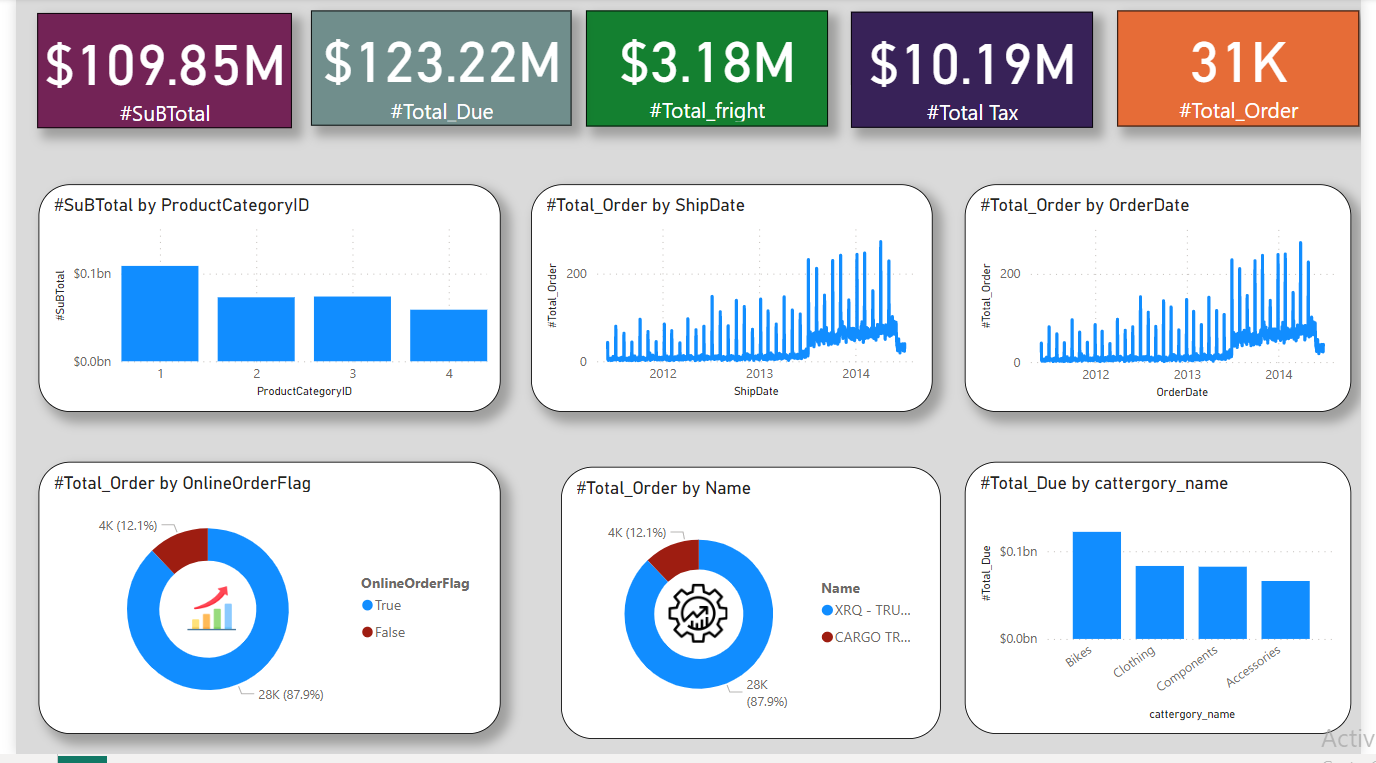 $109.85M
#SuBTotal
$123.22M
#Total_Due
$3.18M
#Total_fright
$10.19M
#Total Tax
31K
#Total_Order
#SuBTotal by ProductCategoryID
#SuBTotal
$0.1bn
$0.0bn
1 2 3 4
ProductCategoryID
#Total_Order by ShipDate
#Total_Order
200
0
2012 2013 2014
ShipDate
#Total_Order by OrderDate
#Total_Order
200
0
2012 2013 2014
OrderDate
#Total_Order by OnlineOrderFlag
4K (12.1%)
28K (87.9%)
OnlineOrderFlag
True
False
#Total_Order by Name
4K (12.1%)
28K
(87.9%)
Name
XRQ - TRU...
CARGO TR...
#Total_Due by cattergory_name
#Total_Due
$0.1bn
$0.0bn
Bikes Clothing Components Accessories
cattergory_name
Activ